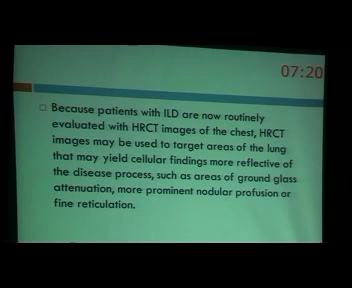 07:20
Because patients with ILD are now routinely
evaluated with HRCT images of the chest, HRCT
images may be used to target areas of the lung
that may yield cellular findings more reflective of
the disease process, such as areas of ground glass
attenuation, more prominent nodular profusion or
fine reticulation.